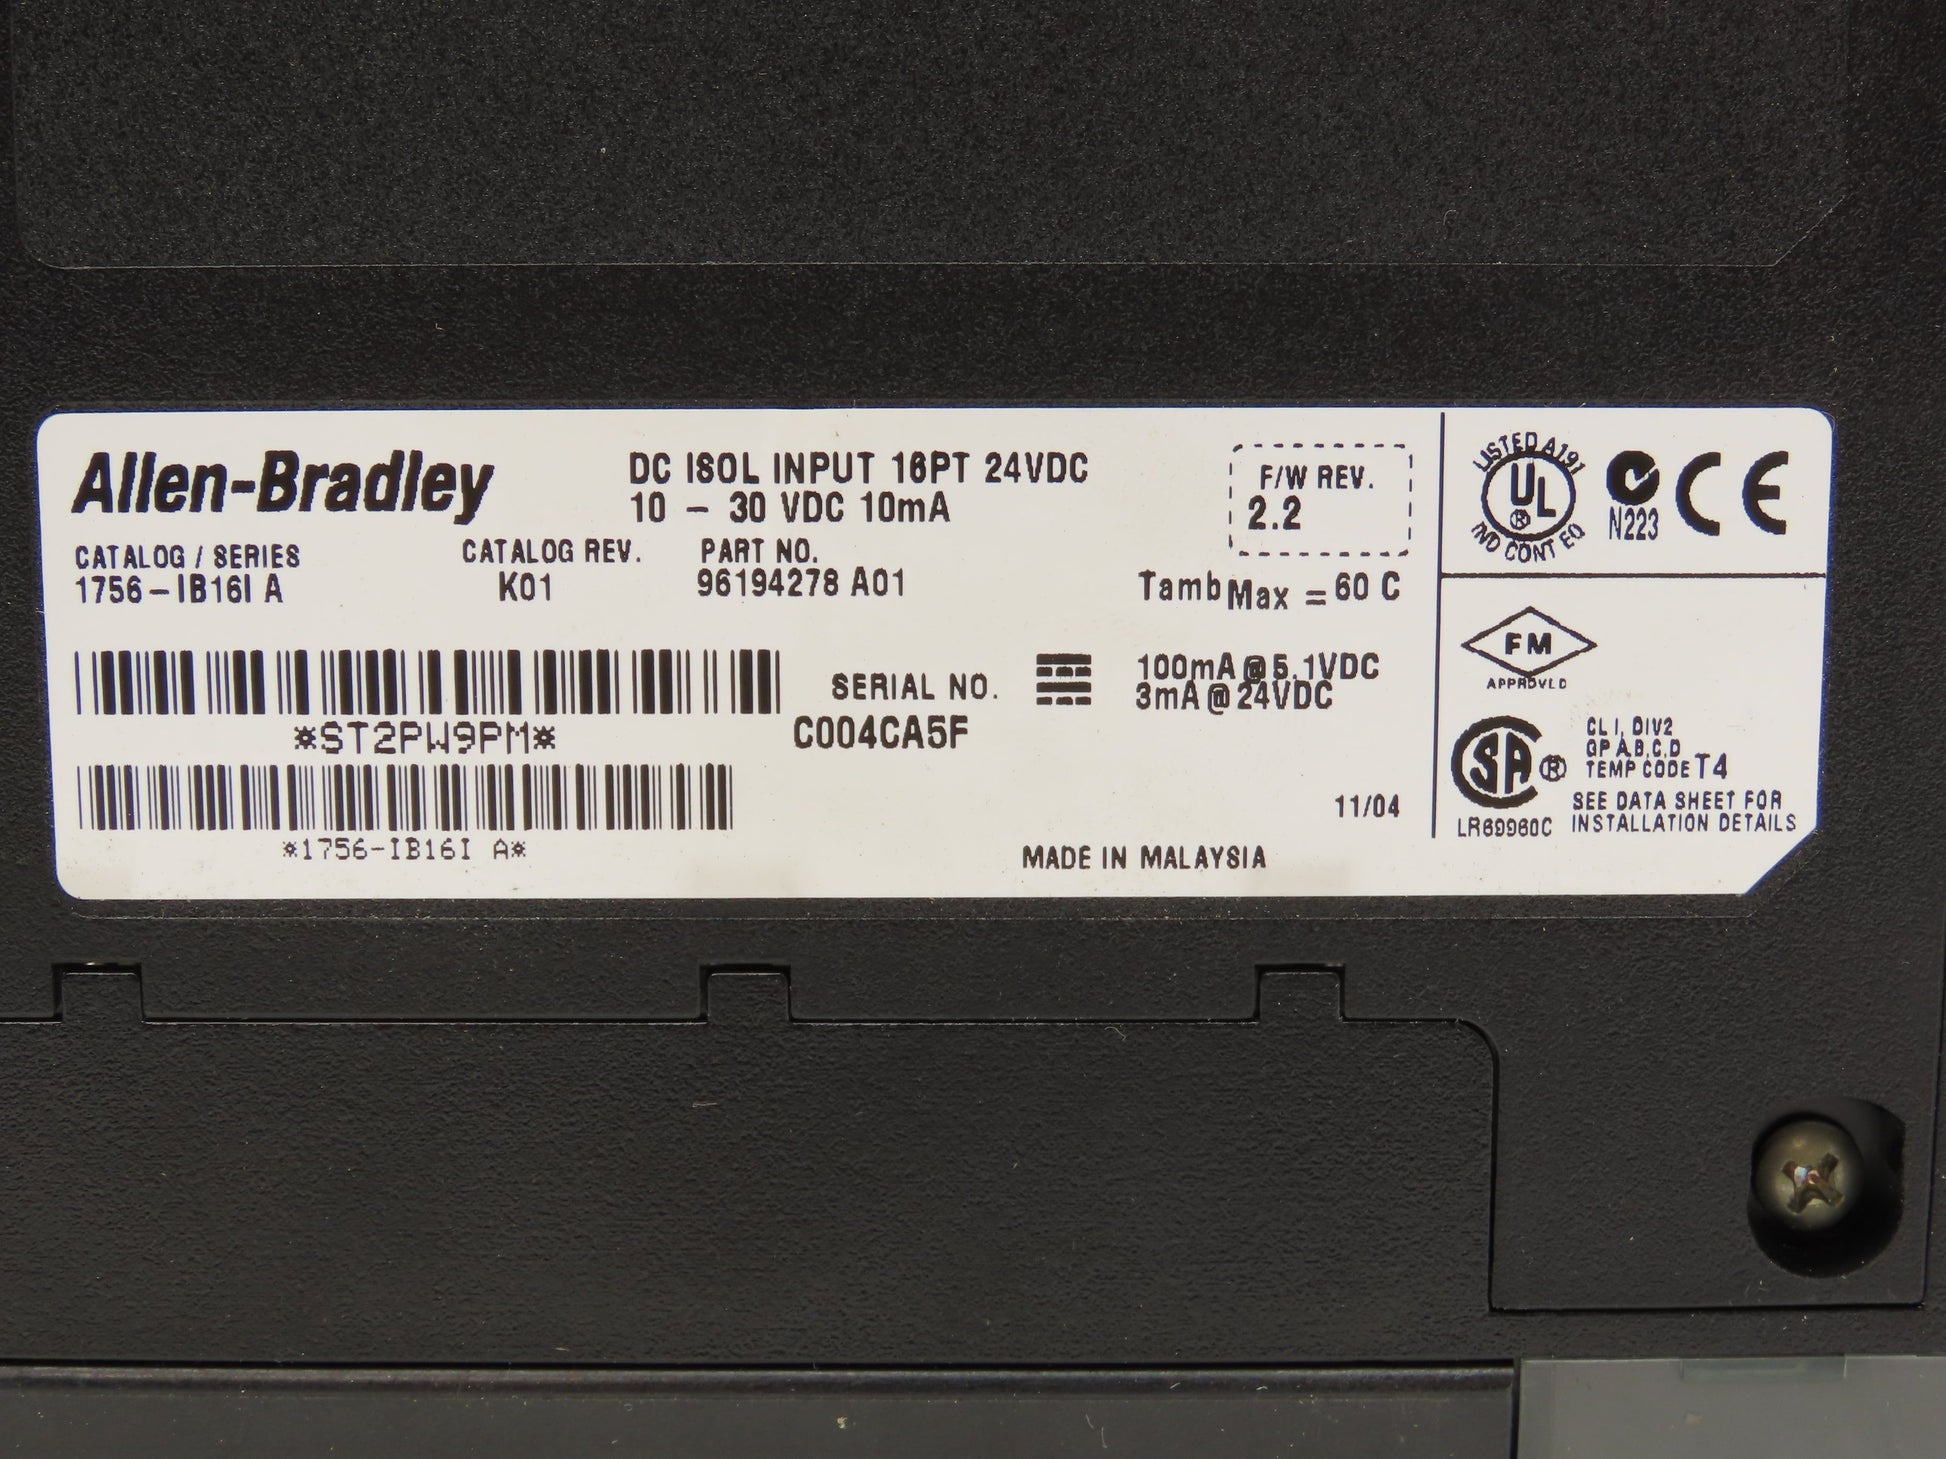 Allen-Bradley
DC ISOL INPUT 16PT 24VDC
10 - 30 VDC 10mA
F/W REV.
2.2
CATALOG / SERIES
1756-IB16I A
CATALOG REV.
K01
PART NO.
96194278 A01
TambMax = 60 C
*ST2PW9PM*
SERIAL NO.
C004CA5F
100mA@5.1VDC
3mA@24VDC
*1756-IB16I A*
11/04
MADE IN MALAYSIA
LISTED A191
UL
®
IND CONT EQ
N223
CE
FM
APPROVED
SA®
CL I, DIV2
GP A,B,C,D
TEMP CODE T4
LR69960C
SEE DATA SHEET FOR
INSTALLATION DETAILS